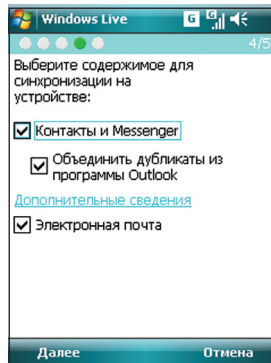 Windows Live
G
4/5
Выберите содержимое для
синхронизации на
устройстве:
Контакты и Messenger
Объединить дубликаты из
программы Outlook
Дополнительные сведения
Электронная почта
Далее Отмена